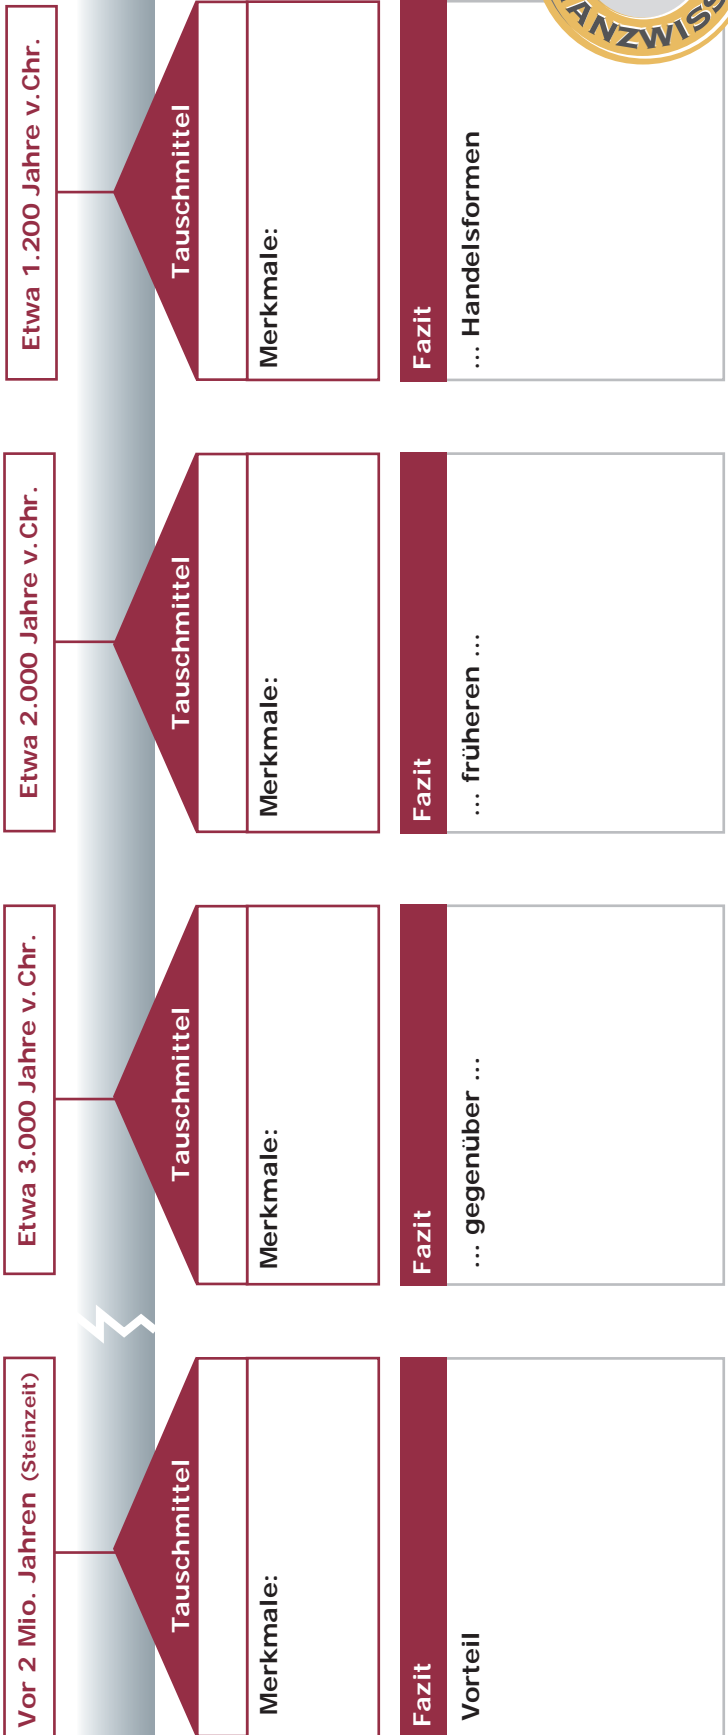 Vor 2 Mio. Jahren (Steinzeit)
Tauschmittel
Merkmale:
Fazit
Vorteil
Etwa 3.000 Jahre v.Chr.
Tauschmittel
Merkmale:
Fazit
... gegenüber ...
Etwa 2.000 Jahre v.Chr.
Tauschmittel
Merkmale:
Fazit
... früheren ...
Etwa 1.200 Jahre v.Chr.
Tauschmittel
Merkmale:
Fazit
... Handelsformen